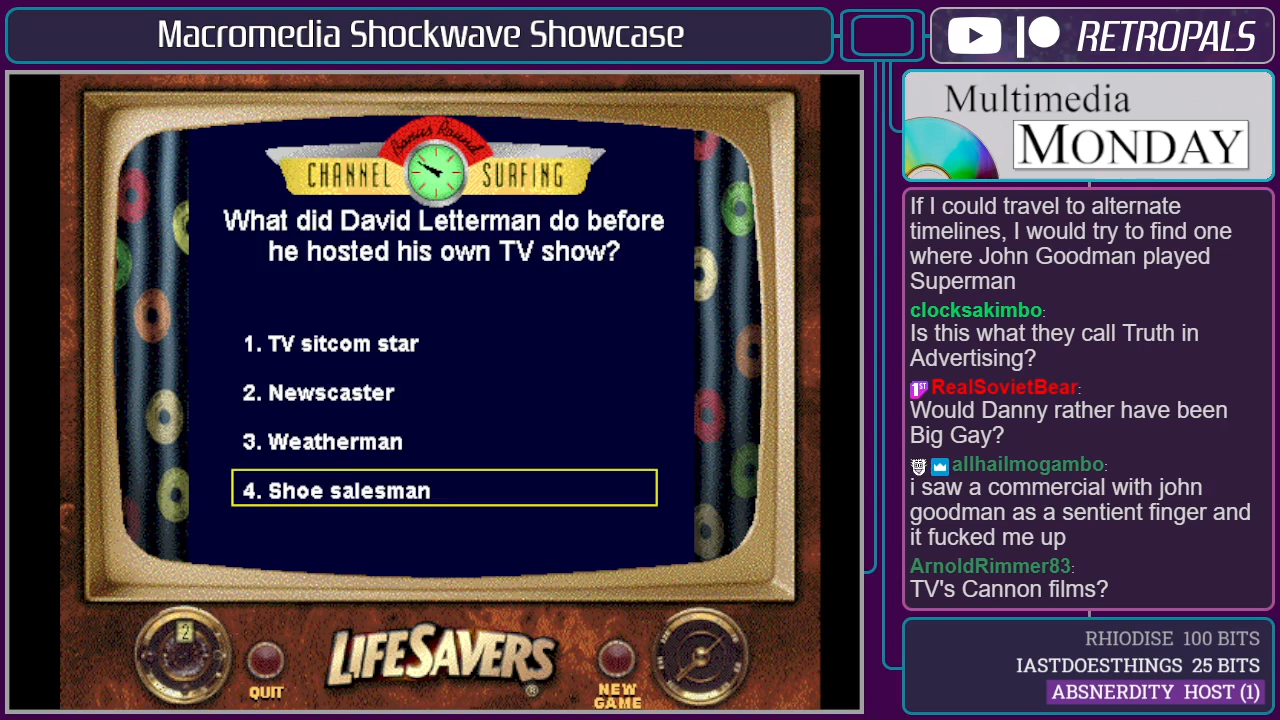 Macromedia Shockwave Showcase
RETROPALS
Multimedia
MONDAY
Bonus Round
CHANNEL SURFING
What did David Letterman do before
he hosted his own TV show?
1. TV sitcom star
2. Newscaster
3. Weatherman
4. Shoe salesman
2
QUIT
LIFESAVERS®
NEW
GAME
If I could travel to alternate
timelines, I would try to find one
where John Goodman played
Superman
clocksakimbo:
Is this what they call Truth in
Advertising?
1ST RealSovietBear:
Would Danny rather have been
Big Gay?
allhailmogambo:
i saw a commercial with john
goodman as a sentient finger and
it fucked me up
ArnoldRimmer83:
TV's Cannon films?
RHIODISE 100 BITS
IASTDOESTHINGS 25 BITS
ABSNERDITY HOST (1)